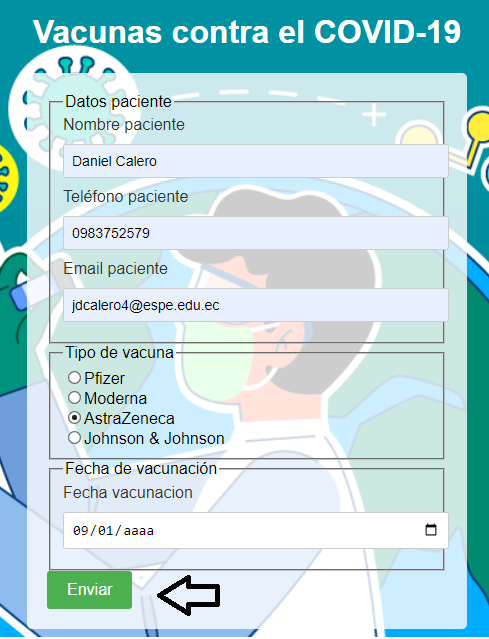 Vacunas contra el COVID-19
Datos paciente
Nombre paciente
Daniel Calero
Teléfono paciente
0983752579
Email paciente
jdcalero4@espe.edu.ec
Tipo de vacuna
Pfizer
Moderna
AstraZeneca
Johnson & Johnson
Fecha de vacunación
Fecha vacunacion
09/01/aaaa
Enviar